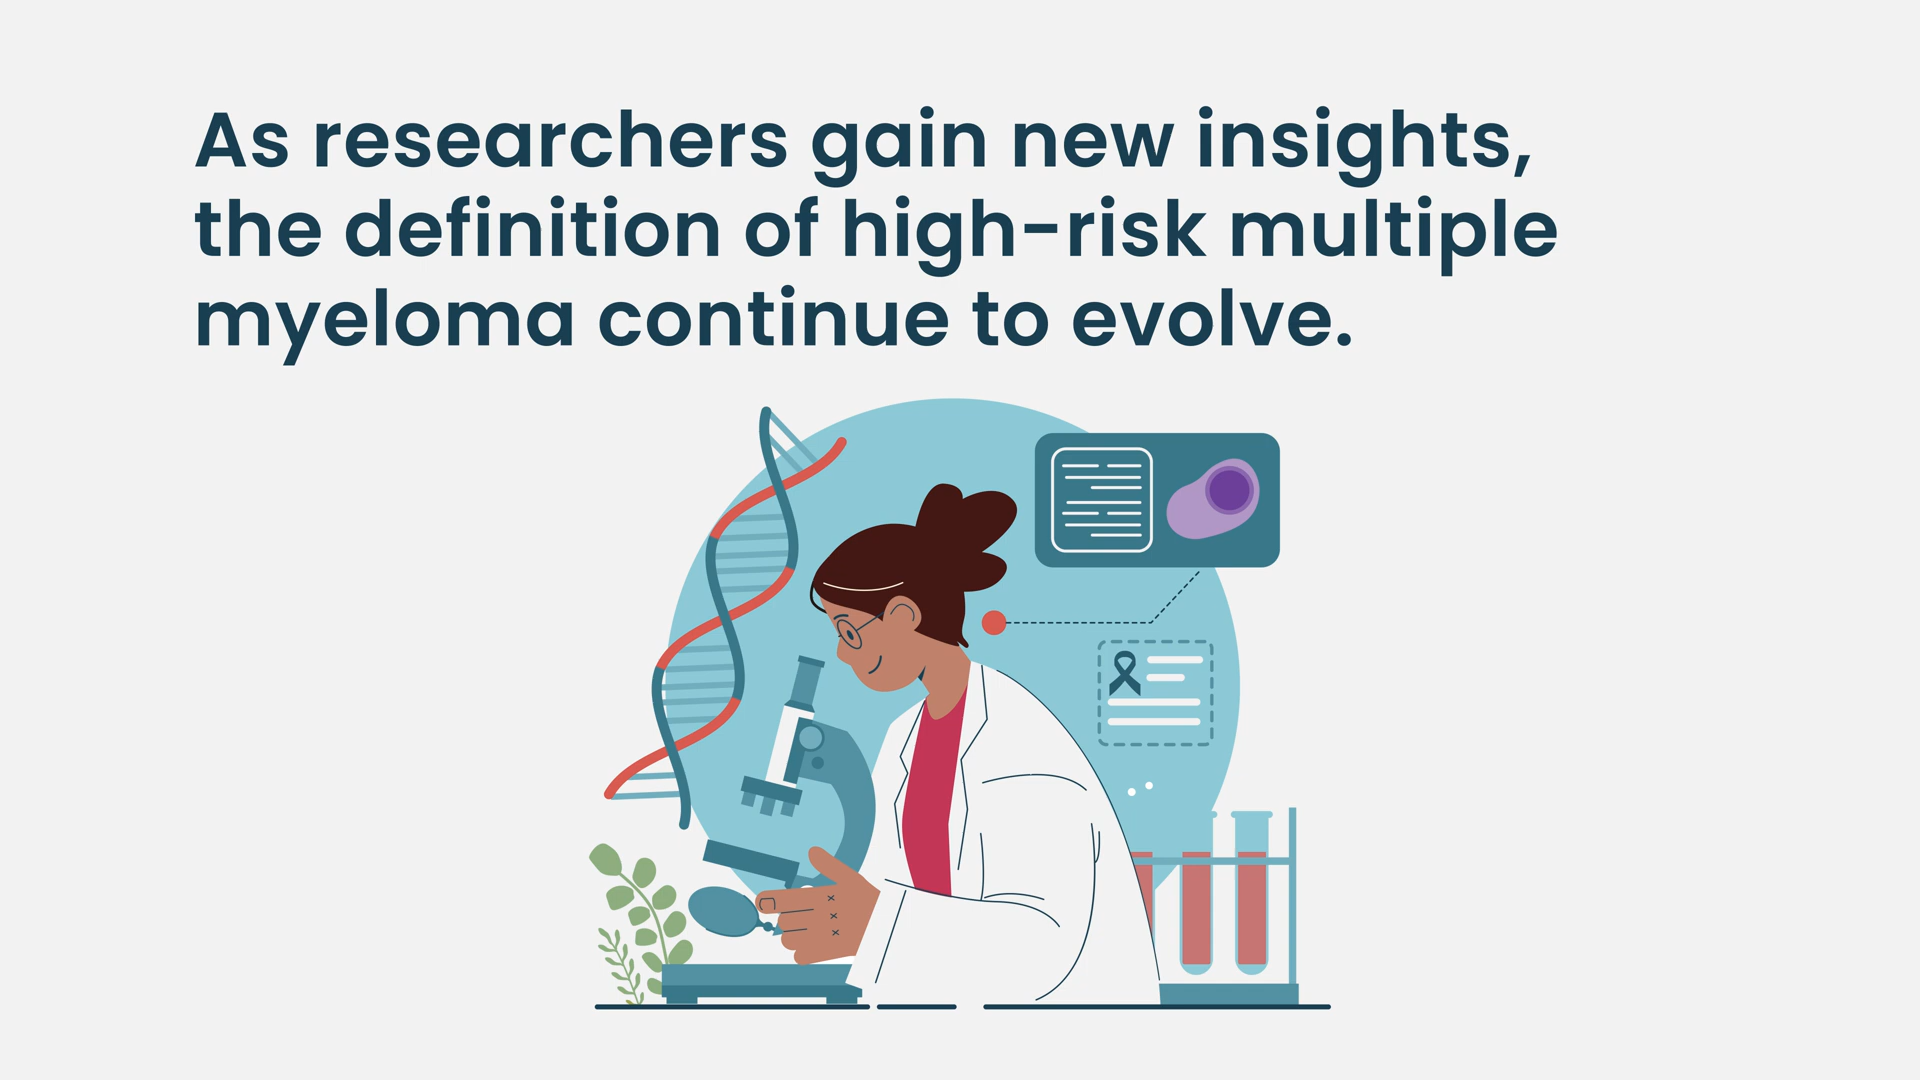 As researchers gain new insights,
the definition of high-risk multiple
myeloma continue to evolve.